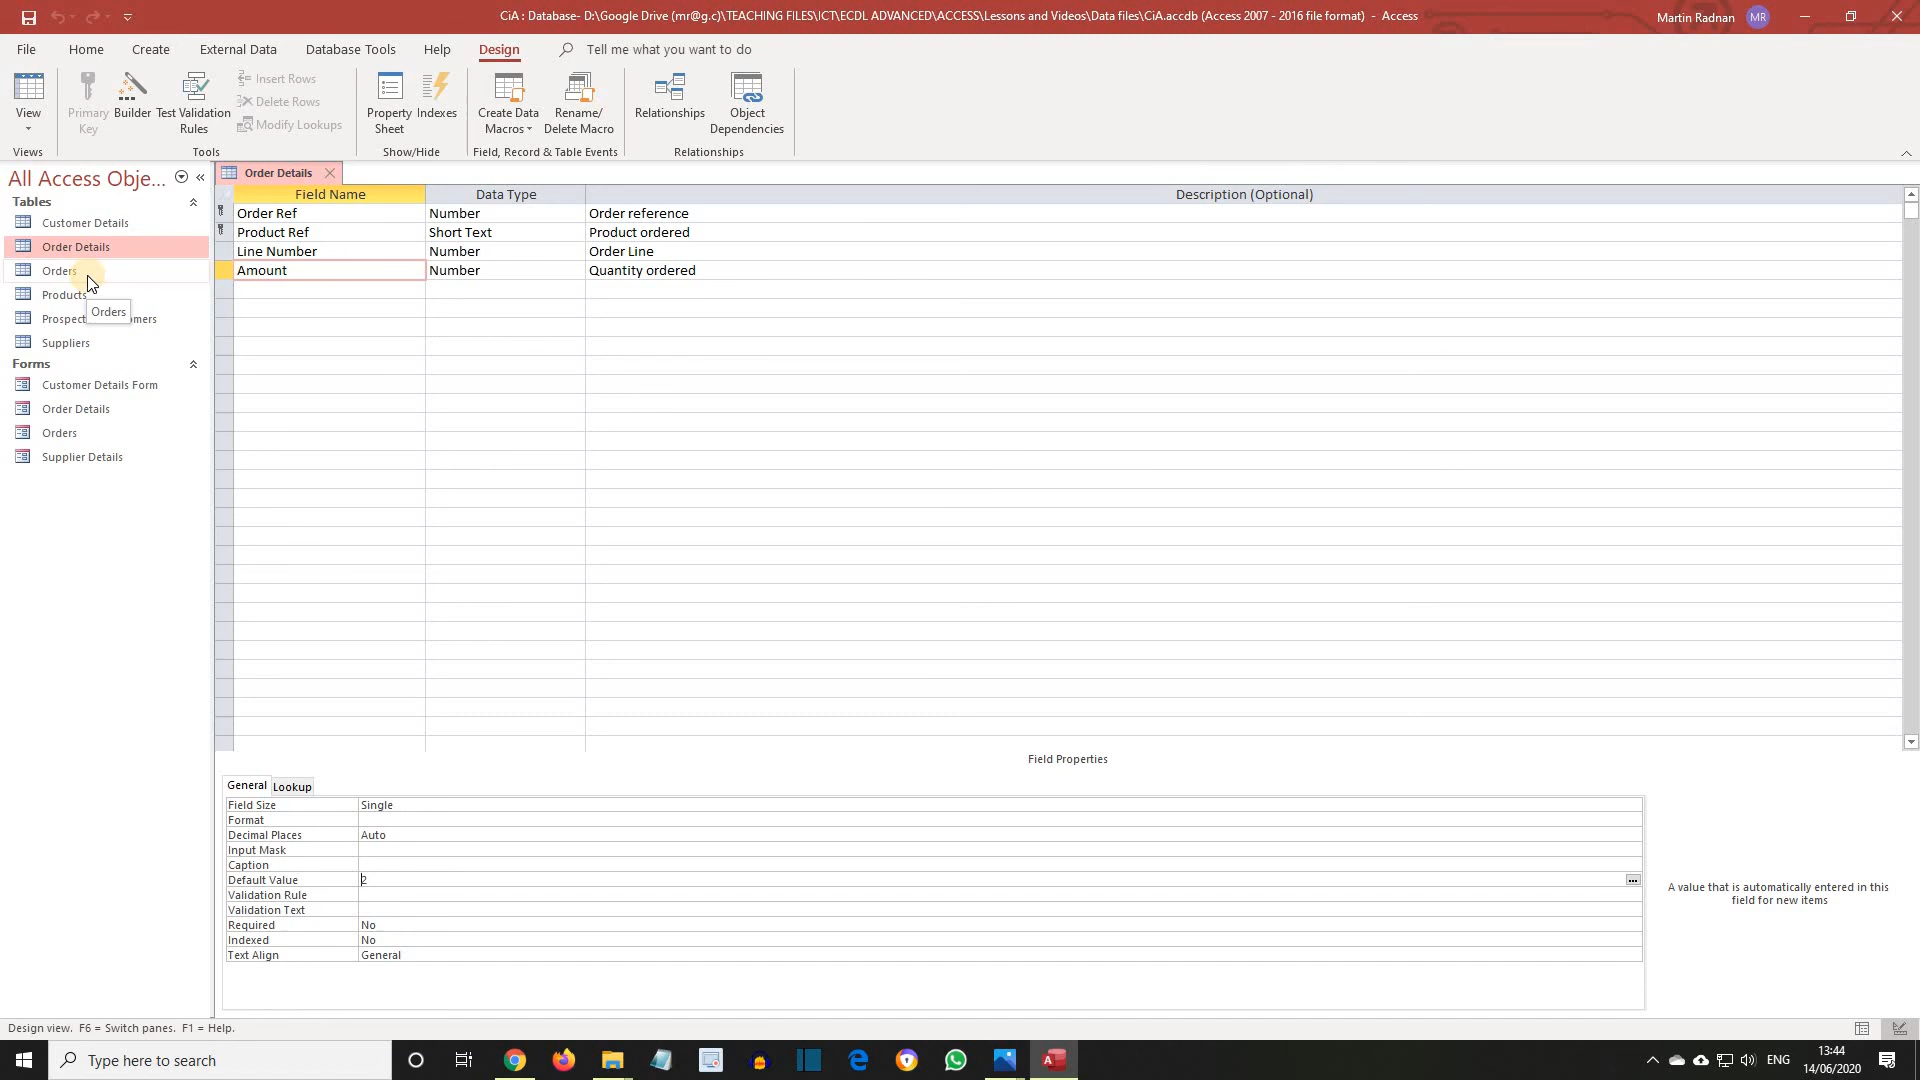 CiA : Database- D:\Google Drive (mr@g.c)\TEACHING FILES\ICT\ECDL ADVANCED\ACCESS\Lessons and Videos\Data files\CiA.accdb (Access 2007 - 2016 file format) - Access
Martin Radnan MR
File Home Create External Data Database Tools Help Design Tell me what you want to do
View
Primary Key
Builder
Test Validation Rules
Insert Rows
Delete Rows
Modify Lookups
Property Sheet
Indexes
Create Data Macros
Rename/ Delete Macro
Relationships
Object Dependencies
Views Tools Show/Hide Field, Record & Table Events Relationships
All Access Obje...
Tables
Customer Details
Order Details
Orders
Products
Orders
Suppliers
Forms
Customer Details Form
Order Details
Orders
Supplier Details
Order Details
Field Name Data Type Description (Optional)
Order Ref Number Order reference
Product Ref Short Text Product ordered
Line Number Number Order Line
Amount Number Quantity ordered
Field Properties
General Lookup
Field Size Single
Format
Decimal Places Auto
Input Mask
Caption
Default Value 2
Validation Rule
Validation Text
Required No
Indexed No
Text Align General
A value that is automatically entered in this
field for new items
Design view. F6 = Switch panes. F1 = Help.
Type here to search
ENG
13:44
14/06/2020